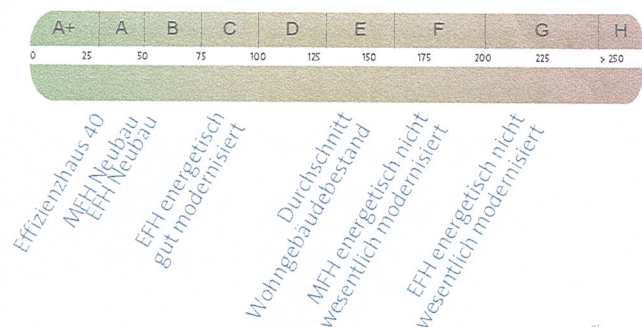 A+ A B C D E F G H
0 25 50 75 100 125 150 175 200 225 > 250
Effizienzhaus 40
MFH Neubau
EFH Neubau
EFH energetisch
gut modernisiert
Durchschnitt
Wohngebäudebestand
MFH energetisch nicht
wesentlich modernisiert
EFH energetisch nicht
wesentlich modernisiert